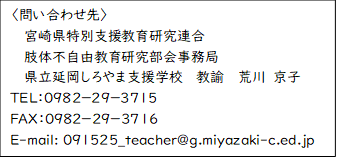 〈問い合わせ先〉
宮崎県特別支援教育研究連合
肢体不自由教育研究部会事務局
県立延岡しろやま支援学校　教諭　荒川 京子
TEL:0982-29-3715
FAX:0982-29-3716
E-mail: 091525_teacher@g.miyazaki-c.ed.jp